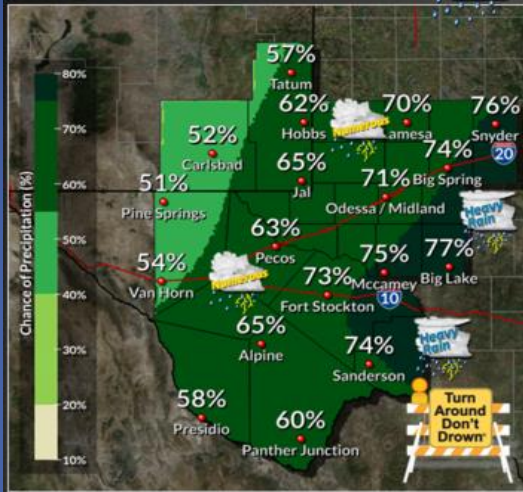 80%
70%
60%
50%
40%
30%
20%
10%
Chance of Precipitation (%)
57%
Tatum
62%
Hobbs
Numerous
70%
amesa
76%
Snyder
20
52%
Carlsbad
65%
Jal
74%
Big Spring
71%
Odessa / Midland
51%
Pine Springs
Heavy
Rain
63%
Pecos
54%
Van Horn
Numerous
73%
Fort Stockton
75%
Mccamey
77%
Big Lake
10
65%
Alpine
74%
Sanderson
Heavy
Rain
58%
Presidio
60%
Panther Junction
Turn
Around
Don't
Drown